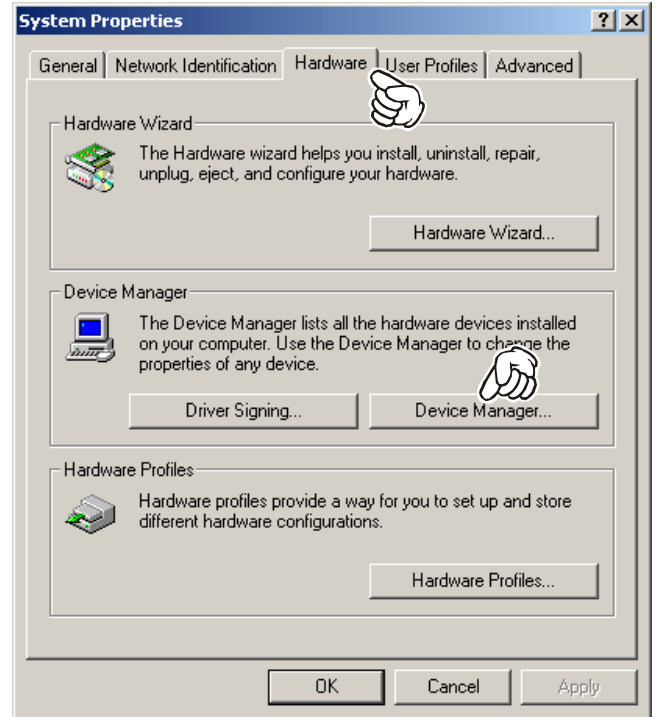 System Properties
General
Network Identification
Hardware
User Profiles
Advanced
Hardware Wizard
The Hardware wizard helps you install, uninstall, repair,
unplug, eject, and configure your hardware.
Hardware Wizard...
Device Manager
The Device Manager lists all the hardware devices installed
on your computer. Use the Device Manager to change the
properties of any device.
Driver Signing...
Device Manager...
Hardware Profiles
Hardware profiles provide a way for you to set up and store
different hardware configurations.
Hardware Profiles...
OK
Cancel
Apply